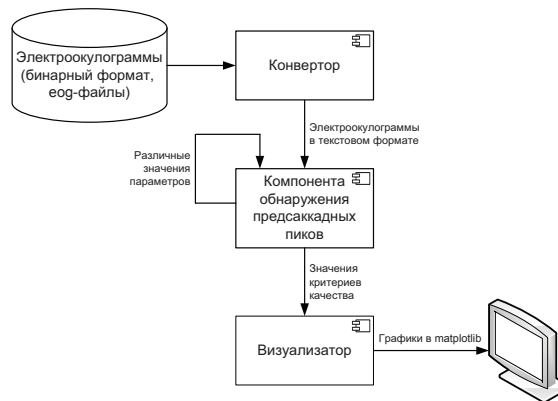 Электроокулограммы
(бинарный формат,
eog-файлы)
Конвертор
Электроокулограммы
в текстовом формате
Различные
значения
параметров
Компонента
обнаружения
предсаккадных
пиков
Значения
критериев
качества
Визуализатор
Графики в matplotlib